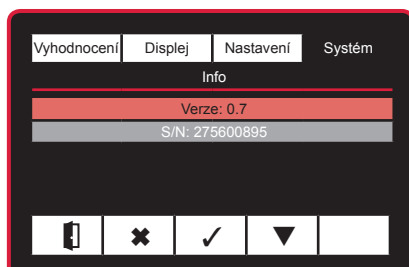 Vyhodnocení Displej Nastavení Systém
Info
Verze: 0.7
S/N: 275600895